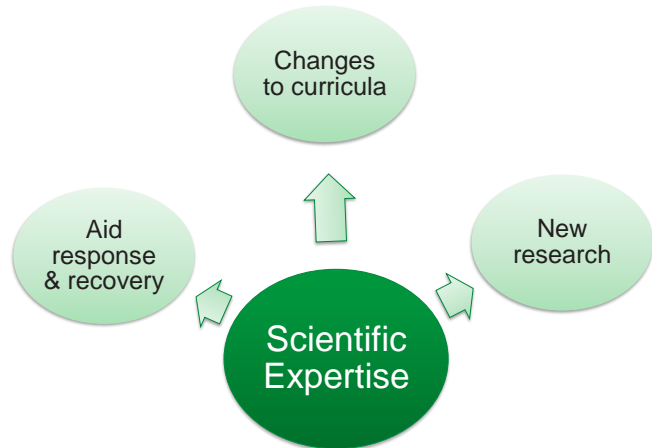 Changes
to curricula
Aid
response
& recovery
New
research
Scientific
Expertise